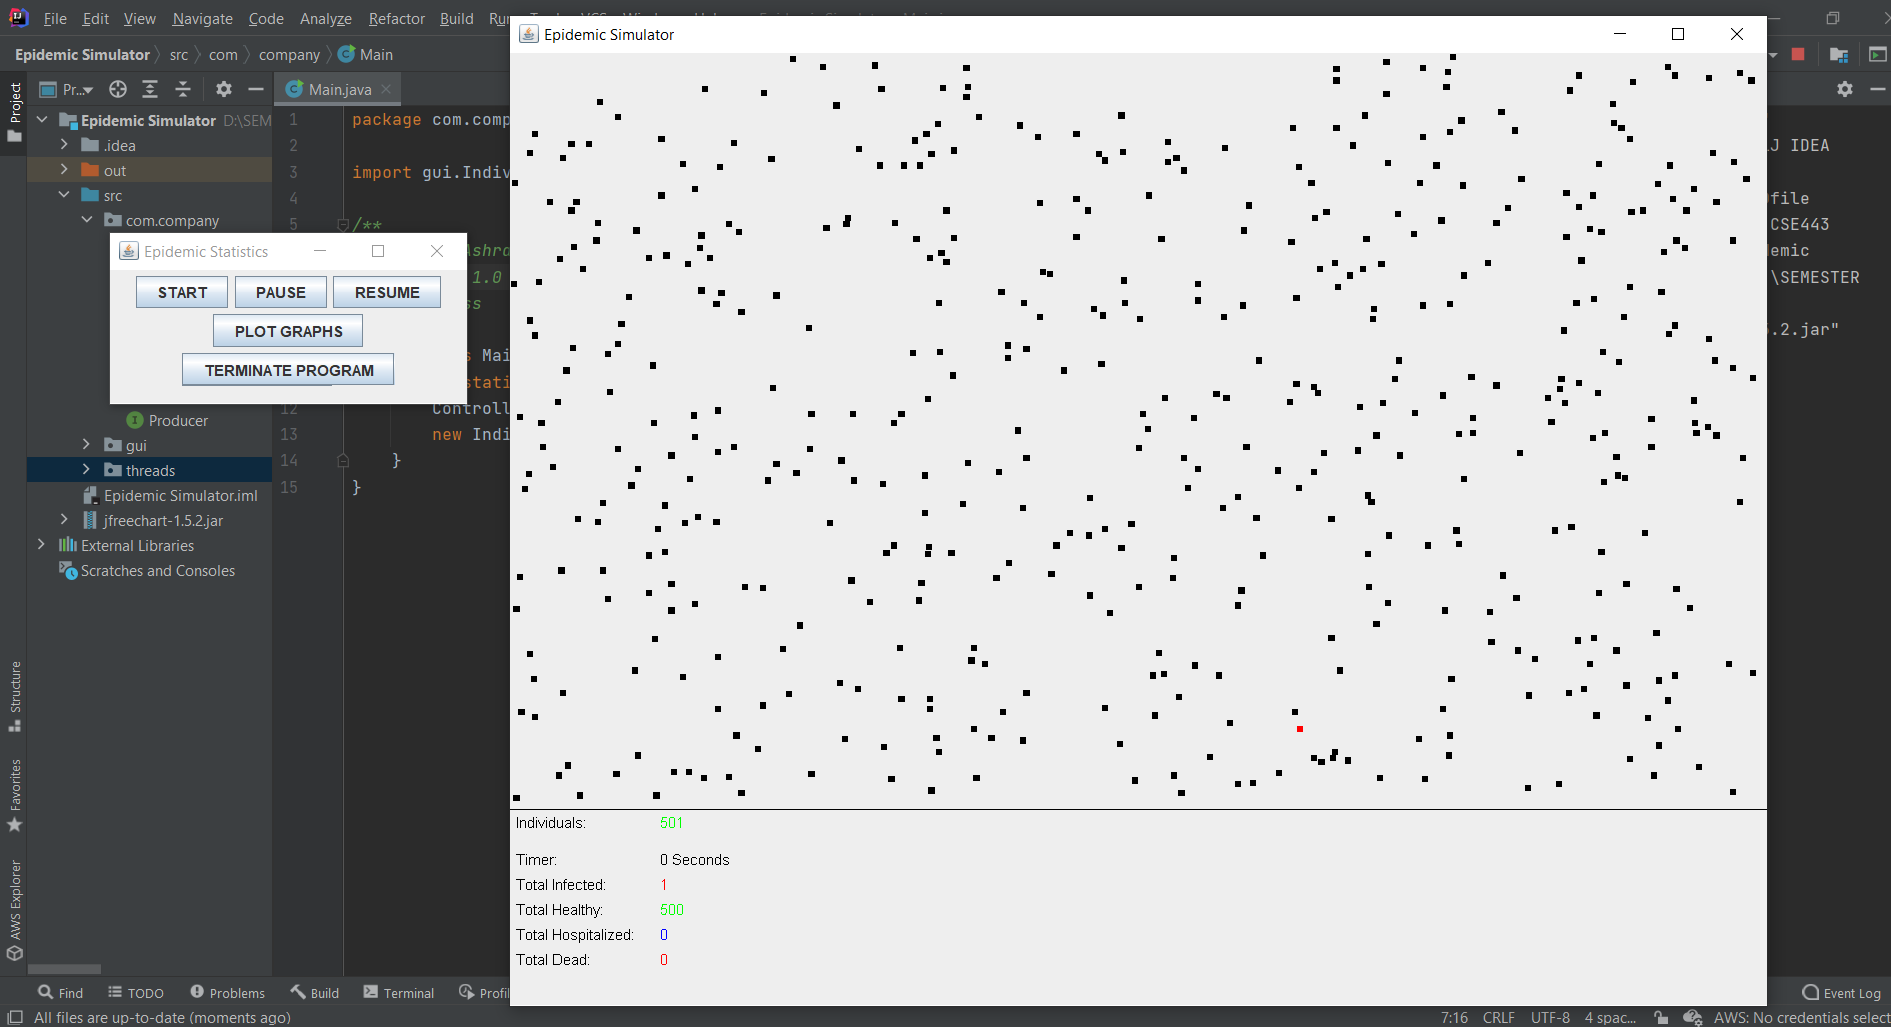 File Edit View Navigate Code Analyze Refactor Build
Epidemic Simulator src com company Main
Project
Pr...
Main.java
Epidemic Simulator D:\SEM
.idea
out
src
com.company
Producer
gui
threads
Epidemic Simulator.iml
jfreechart-1.5.2.jar
External Libraries
Scratches and Consoles
1 package com.comp
2
3 import gui.Indiv
4
5 /**
Ashra
1.0
ss
s Mai
stati
12 Controll
13 new Indi
14 }
15 }
Epidemic Statistics
START PAUSE RESUME
PLOT GRAPHS
TERMINATE PROGRAM
Epidemic Simulator
Individuals: 501
Timer: 0 Seconds
Total Infected: 1
Total Healthy: 500
Total Hospitalized: 0
Total Dead: 0
J IDEA
file
CSE443
demic
\SEMESTER
.2.jar"
Structure
Favorites
AWS Explorer
Find TODO Problems Build Terminal Profil
Event Log
All files are up-to-date (moments ago)
7:16 CRLF UTF-8 4 spac... AWS: No credentials select